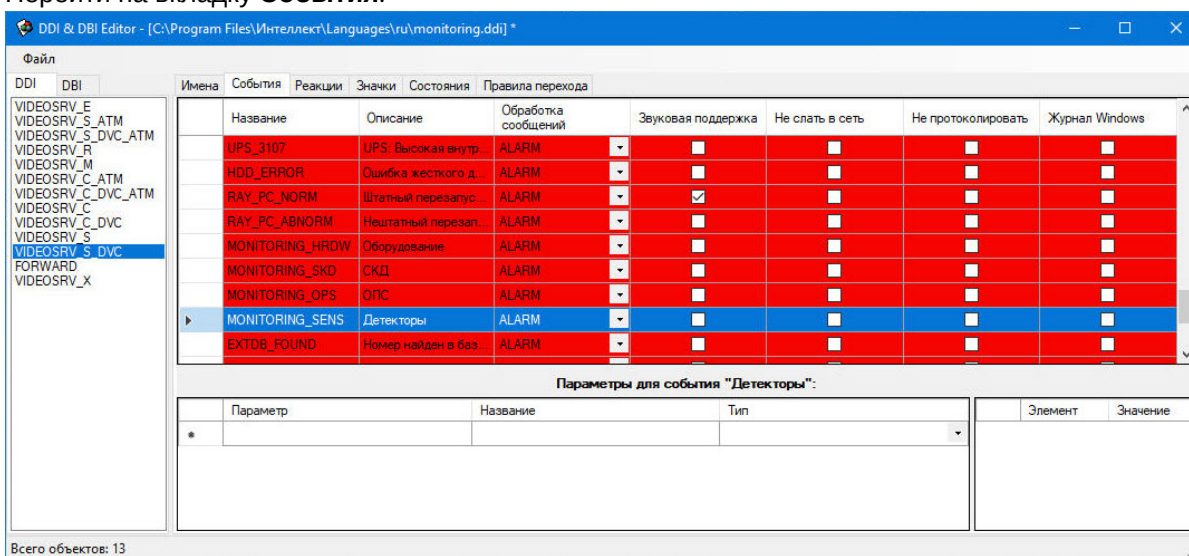 Перейти на вкладку События.
DDI & DBI Editor - [C:\Program Files\Интеллект\Languages\ru\monitoring.ddi] *
Файл
DDI DBI
Имена События Реакции Значки Состояния Правила перехода
VIDEOSRV_E
VIDEOSRV_S_ATM
VIDEOSRV_S_DVC_ATM
VIDEOSRV_R
VIDEOSRV_M
VIDEOSRV_C_ATM
VIDEOSRV_C_DVC_ATM
VIDEOSRV_C
VIDEOSRV_C_DVC
VIDEOSRV_S
VIDEOSRV_S_DVC
FORWARD
VIDEOSRV_X
Название Описание Обработка сообщений Звуковая поддержка Не слать в сеть Не протоколировать Журнал Windows
UPS_3107 UPS: Высокая внутр... ALARM
HDD_ERROR Ошибка жесткого д... ALARM
RAY_PC_NORM Штатный перезапус... ALARM
RAY_PC_ABNORM Нештатный перезап... ALARM
MONITORING_HRDW Оборудование ALARM
MONITORING_SKD СКД ALARM
MONITORING_OPS ОПС ALARM
MONITORING_SENS Детекторы ALARM
EXTDB_FOUND Номер найден в баз... ALARM
Параметры для события "Детекторы":
Параметр Название Тип
Элемент Значение
Всего объектов: 13